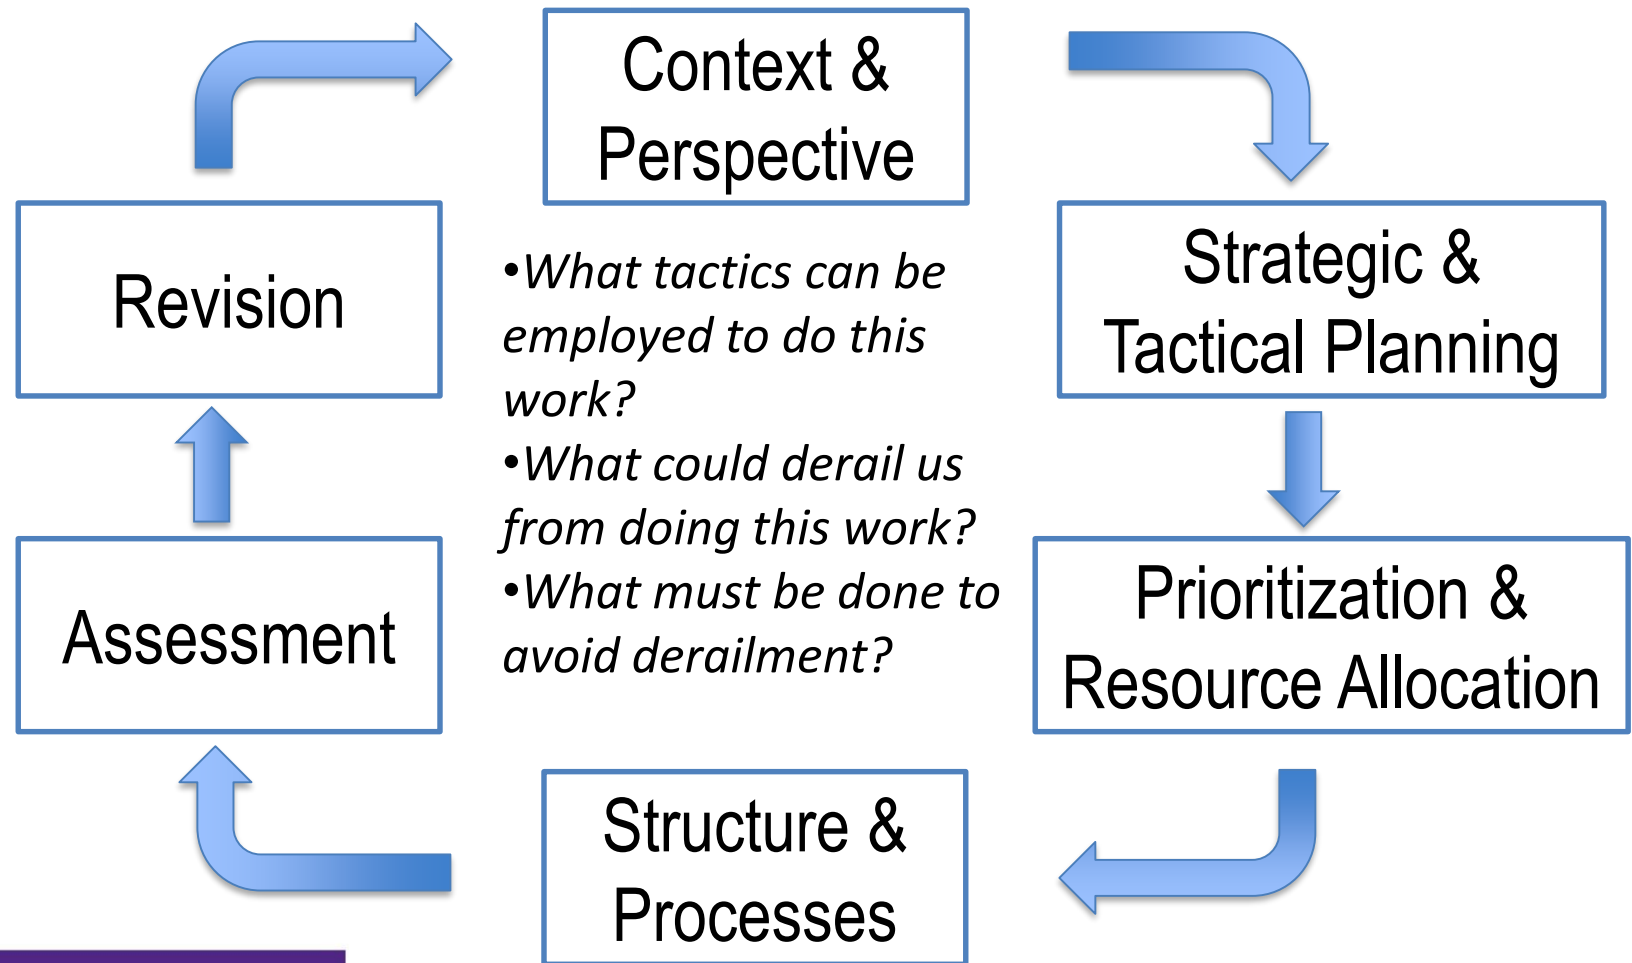 Context &
Perspective
Strategic &
Tactical Planning
Prioritization &
Resource Allocation
Structure &
Processes
Assessment
Revision
•What tactics can be
employed to do this
work?
•What could derail us
from doing this work?
•What must be done to
avoid derailment?